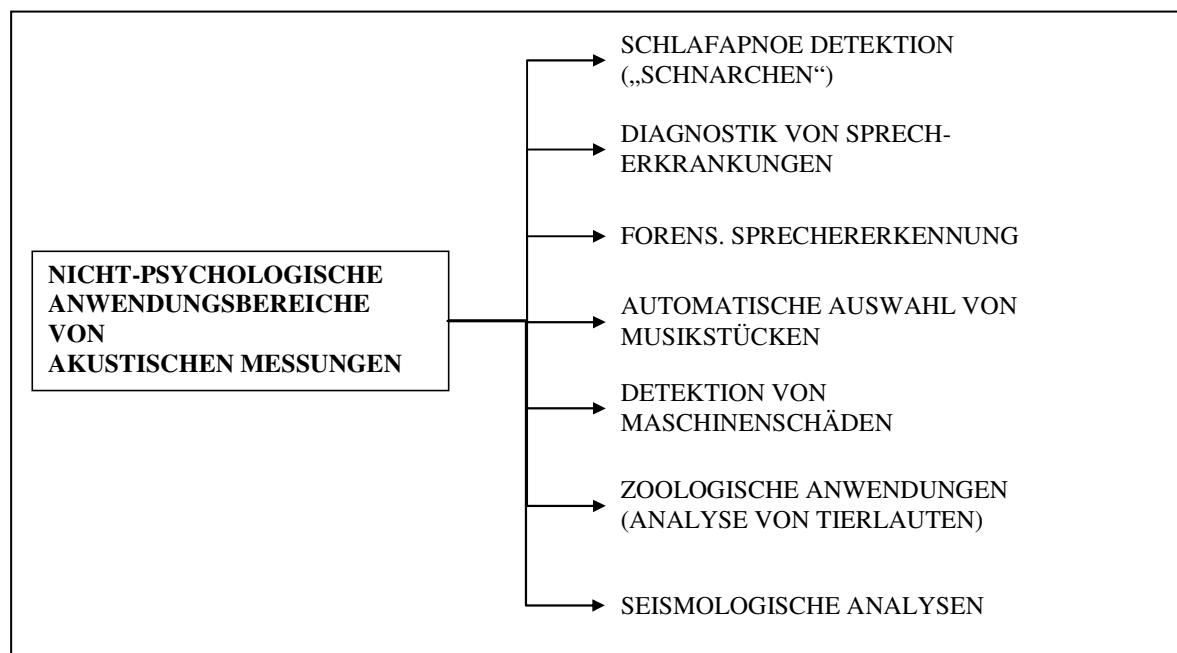 NICHT-PSYCHOLOGISCHE
ANWENDUNGSBEREICHE
VON
AKUSTISCHEN MESSUNGEN
SCHLAFAPNOE DETEKTION
(„SCHNARCHEN“)
DIAGNOSTIK VON SPRECH-
ERKRANKUNGEN
FORENS. SPRECHERERKENNUNG
AUTOMATISCHE AUSWAHL VON
MUSIKSTÜCKEN
DETEKTION VON
MASCHINENSCHÄDEN
ZOOLOGISCHE ANWENDUNGEN
(ANALYSE VON TIERLAUTEN)
SEISMOLOGISCHE ANALYSEN